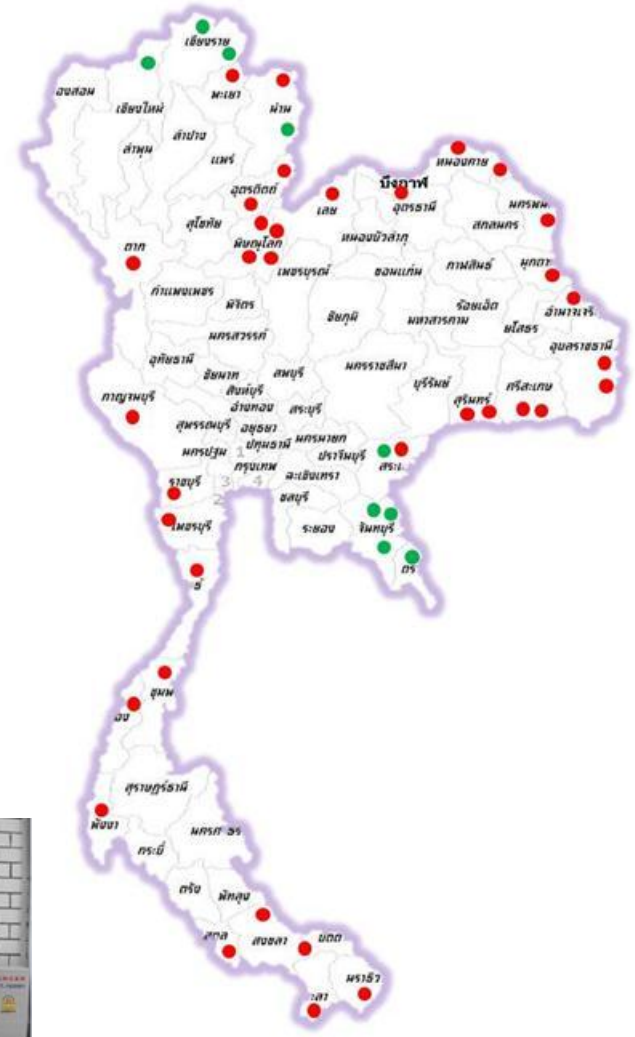 เชียงราย
องสอน
เชียงใหม่
พะเยา
น่าน
ลำปาง
ลำพูน
แพร่
อุตรดิตถ์
บึงกาฬ
หนองคาย
เลย
อุดรธานี
นครพน
สกลนคร
สุโขทัย
หนองบัวลำภุ
ตาก
พิษณุโลก
เพชรบูรณ์
ขอนแก่น
กาฬสินธุ์
มุกดา
กำแพงเพชร
พิจิตร
ชัยภูมิ
มหาสารคาม
ร้อยเอ็ด
ยโสธร
อำนาจเจริ
นครสวรรค์
อุบลราชธานี
อุทัยธานี
ชัยนาท
ลพบุรี
นครราชสีมา
บุรีรัมย์
สุรินทร์
ศรีสะเกษ
กาญจนบุรี
สิงห์บุรี
อ่างทอง
สระบุรี
สุพรรณบุรี
อยุธยา
นครนายก
นครปฐม
ปทุมธานี
ปราจีนบุรี
1
กรุงเทพ
สระแ
ราชบุรี
3
4
ฉะเชิงเทรา
2
ชลบุรี
เพชรบุรี
ระยอง
จันทบุรี
ตร
ชุมพ
อง
สุราษฎร์ธานี
พังงา
กระบี่
ตรัง
พัทลุง
สตูล
สงขลา
ปัตต
นราธิว
ะลา